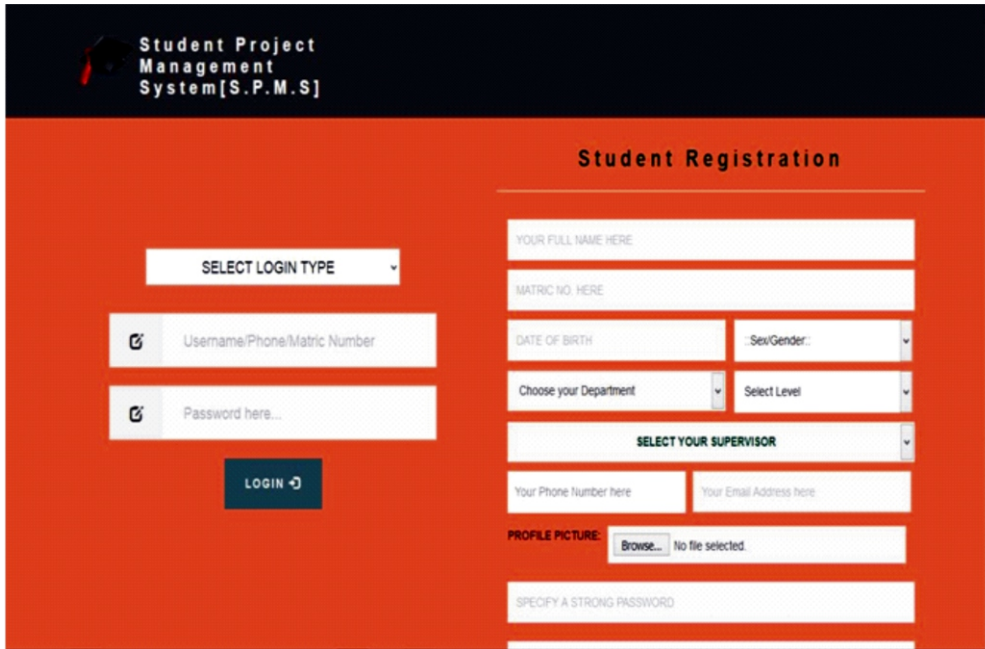 Student Project
Management
System[S.P.M.S]
SELECT LOGIN TYPE
Username/Phone/Matric Number
Password here...
LOGIN
Student Registration
YOUR FULL NAME HERE
MATRIC NO. HERE
DATE OF BIRTH
::Sex/Gender::
Choose your Department
Select Level
SELECT YOUR SUPERVISOR
Your Phone Number here
Your Email Address here
PROFILE PICTURE:
Browse... No file selected.
SPECIFY A STRONG PASSWORD